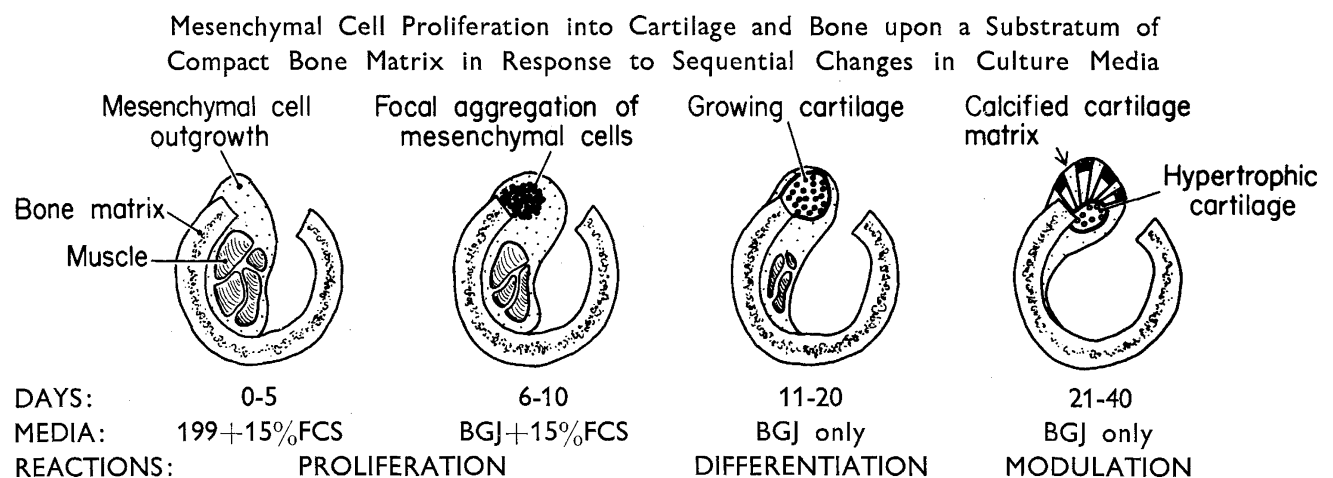 Mesenchymal Cell Proliferation into Cartilage and Bone upon a Substratum of
Compact Bone Matrix in Response to Sequential Changes in Culture Media
Mesenchymal cell
outgrowth
Focal aggregation of
mesenchymal cells
Growing cartilage
Calcified cartilage
matrix
Bone matrix
Muscle
Hypertrophic
cartilage
DAYS: 0-5 6-10 11-20 21-40
MEDIA: 199+15%FCS BGJ+15%FCS BGJ only BGJ only
REACTIONS: PROLIFERATION DIFFERENTIATION MODULATION